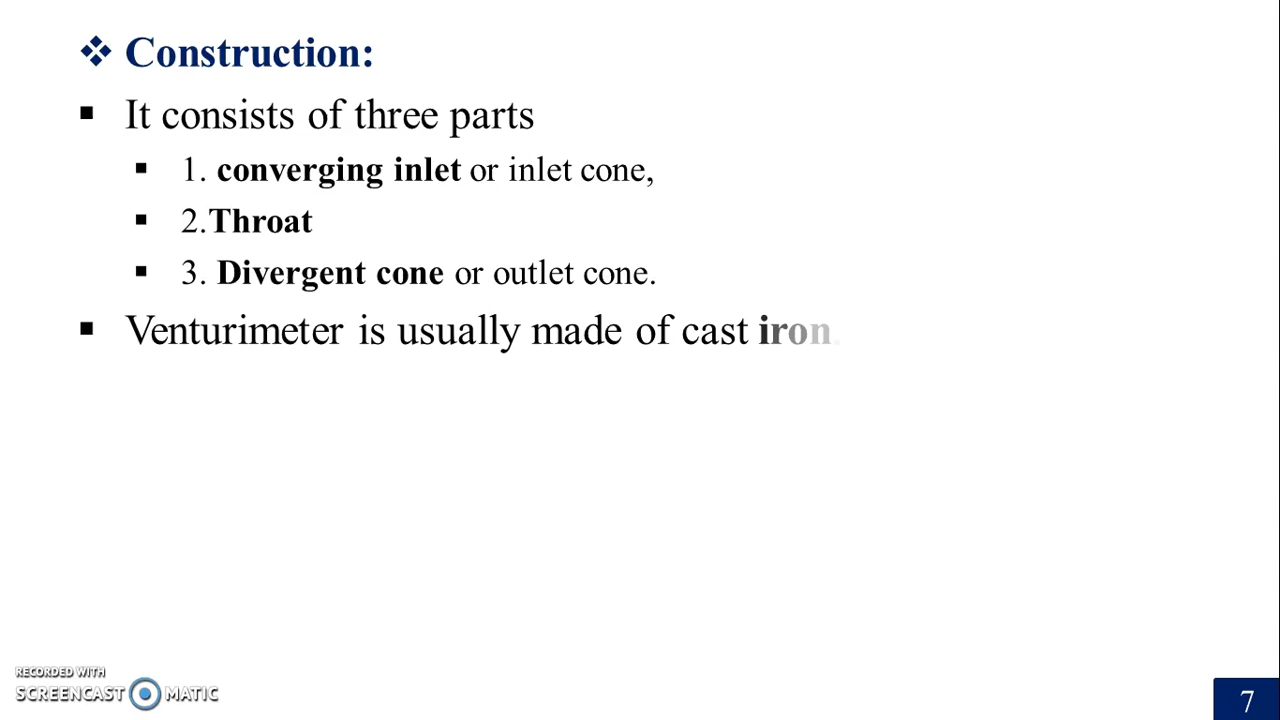 ❖ Construction:
▪ It consists of three parts
▪ 1. converging inlet or inlet cone,
▪ 2.Throat
▪ 3. Divergent cone or outlet cone.
▪ Venturimeter is usually made of cast iron.
RECORDED WITH
SCREENCAST MATIC
7